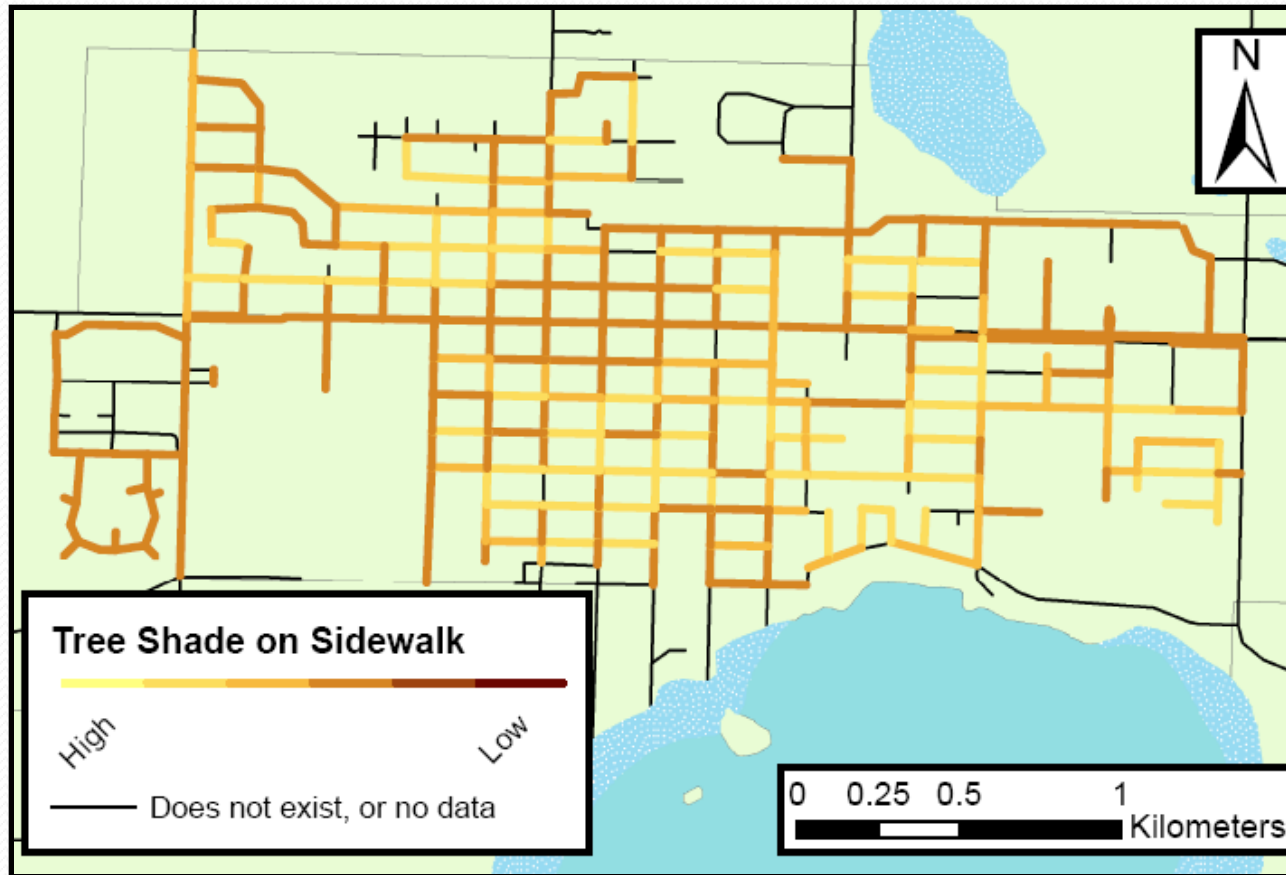 N
Tree Shade on Sidewalk
High Low
Does not exist, or no data
0 0.25 0.5 1
Kilometers